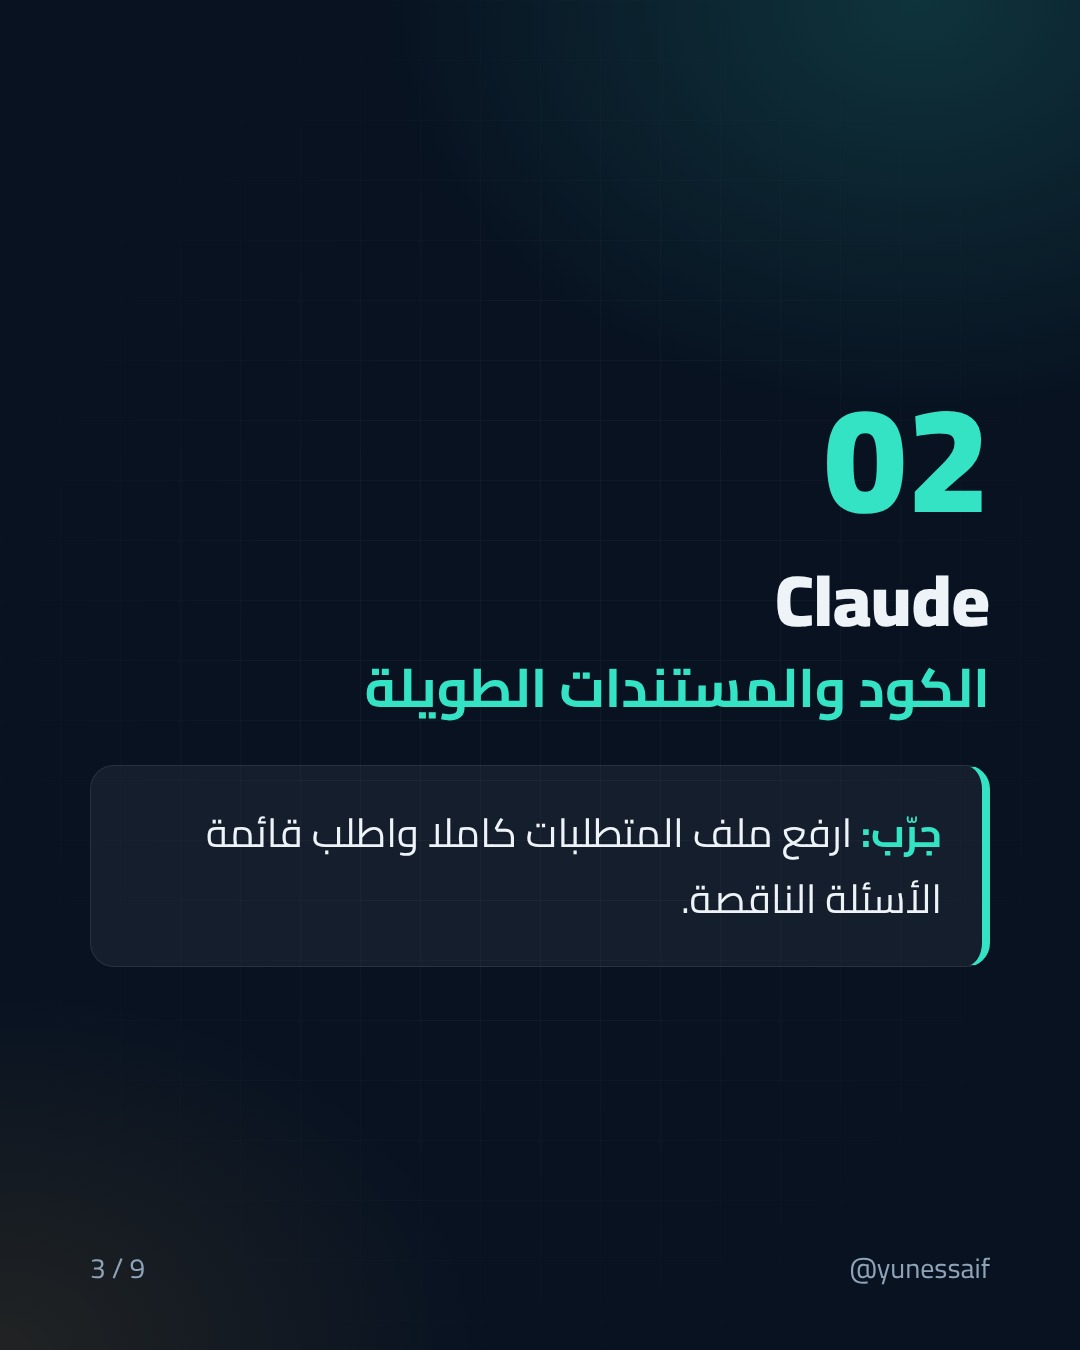 02
Claude
الكود والمستندات الطويلة
جرّب: ارفع ملف المتطلبات كاملا واطلب قائمة
الأسئلة الناقصة.
@yunessaif
3 / 9